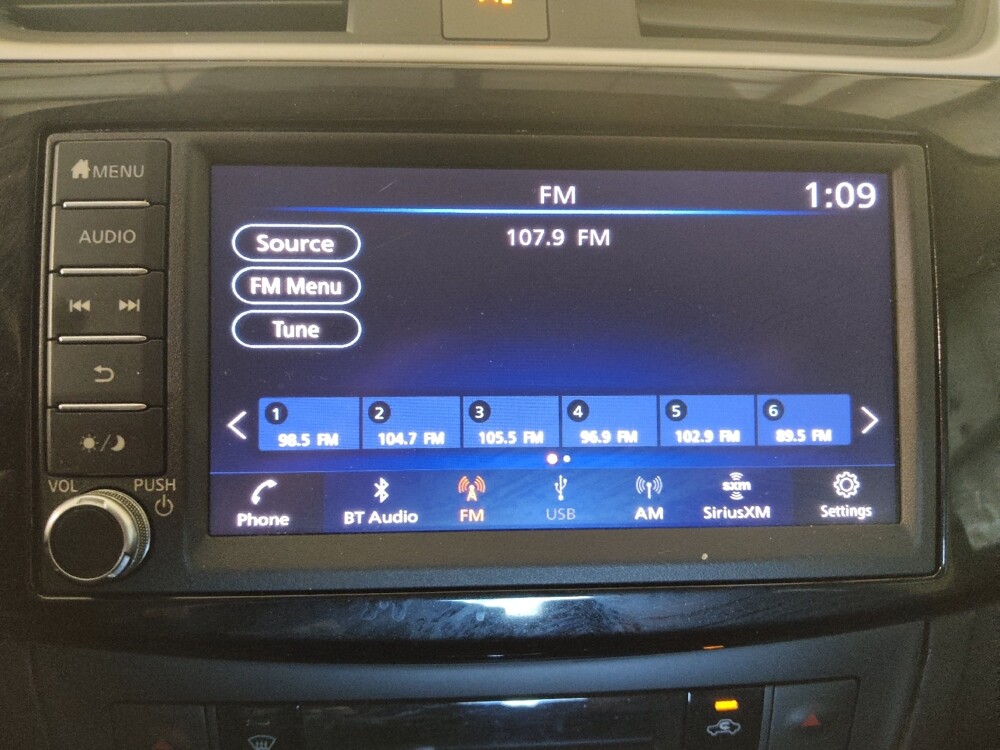 MENU
AUDIO
VOL
PUSH
FM
1:09
107.9 FM
Source
FM Menu
Tune
1
98.5 FM
2
104.7 FM
3
105.5 FM
4
96.9 FM
5
102.9 FM
6
89.5 FM
Phone
BT Audio
FM
USB
AM
sxm
SiriusXM
Settings